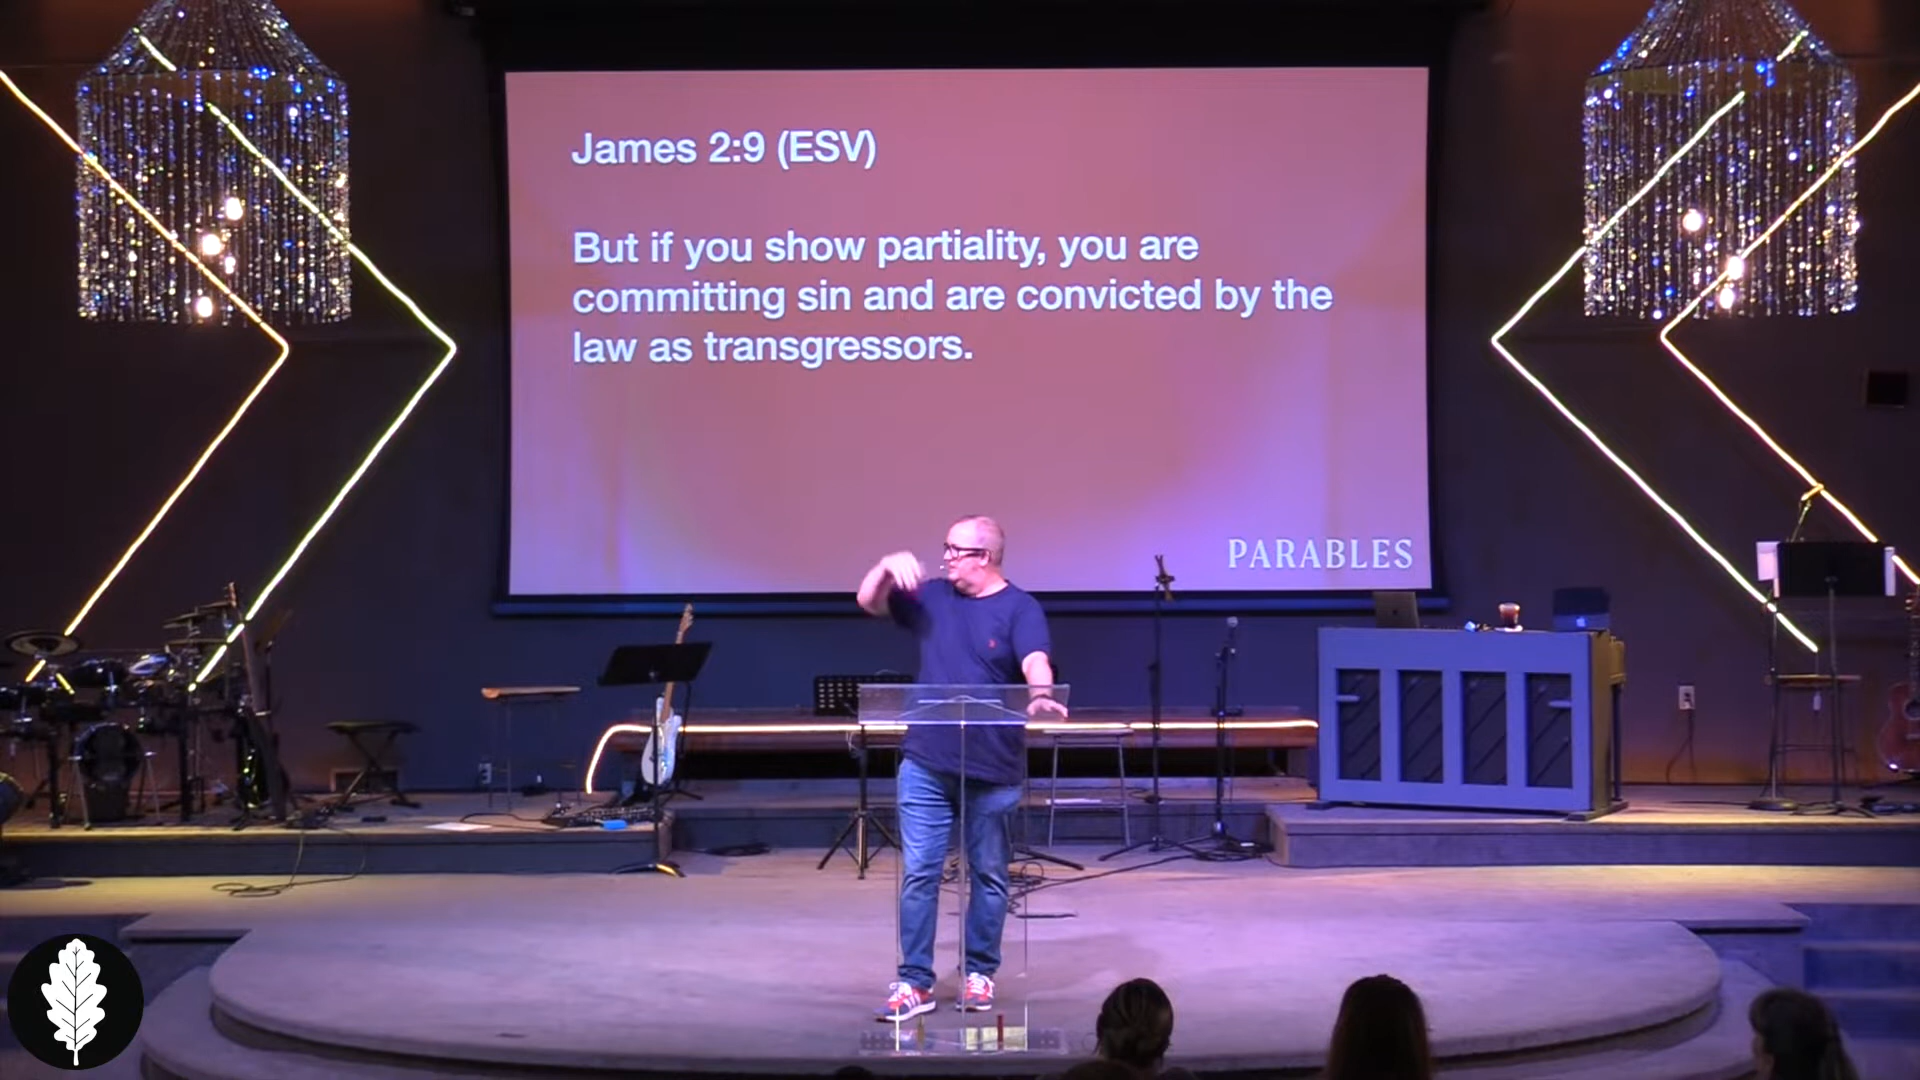 James 2:9 (ESV)
But if you show partiality, you are
committing sin and are convicted by the
law as transgressors.
PARABLES